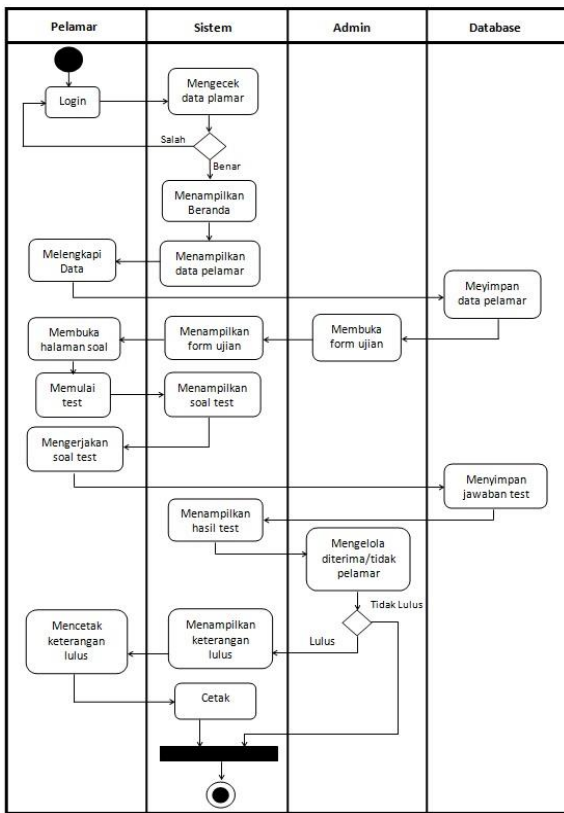 Pelamar
Sistem
Admin
Database
Login
Mengecek
data plamar
Salah
Benar
Menampilkan
Beranda
Melengkapi
Data
Menampilkan
data pelamar
Meyimpan
data pelamar
Membuka
halaman soal
Menampilkan
form ujian
Membuka
form ujian
Memulai
test
Menampilkan
soal test
Mengerjakan
soal test
Menyimpan
jawaban test
Menampilkan
hasil test
Mengelola
diterima/tidak
pelamar
Tidak Lulus
Lulus
Mencetak
keterangan
lulus
Menampilkan
keterangan
lulus
Cetak